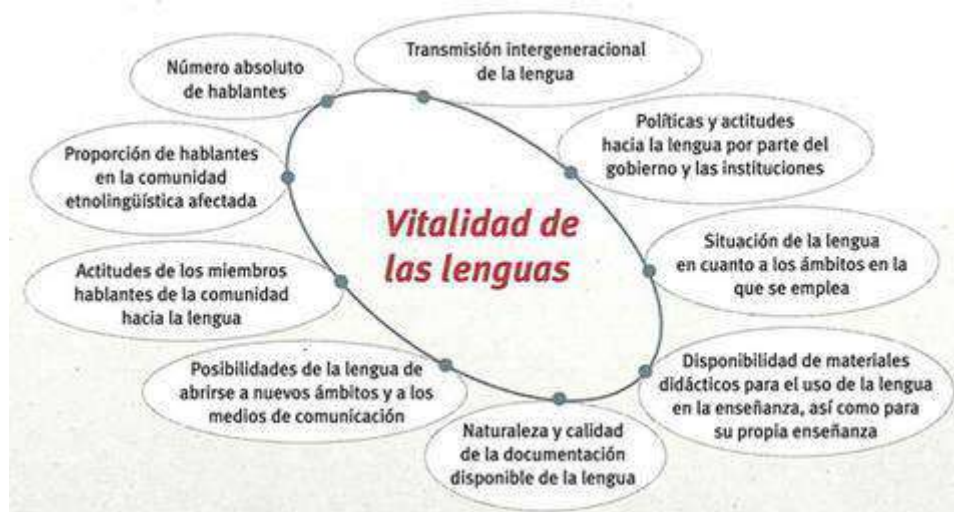 Transmisión intergeneracional
de la lengua
Número absoluto
de hablantes
Políticas y actitudes
hacia la lengua por parte del
gobierno y las instituciones
Proporción de hablantes
en la comunidad
etnolingüística afectada
Vitalidad de
las lenguas
Situación de la lengua
en cuanto a los ámbitos en la
que se emplea
Actitudes de los miembros
hablantes de la comunidad
hacia la lengua
Posibilidades de la lengua de
abrirse a nuevos ámbitos y a los
medios de comunicación
Disponibilidad de materiales
didácticos para el uso de la lengua
en la enseñanza, así como para
su propia enseñanza
Naturaleza y calidad
de la documentación
disponible de la lengua